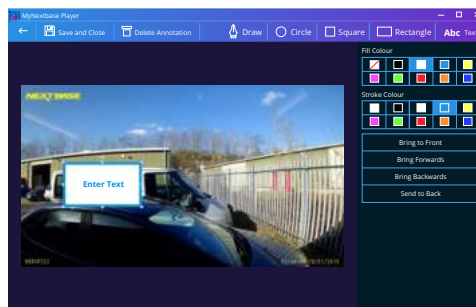 MyNextbase Player
Save and Close
Delete Annotation
Draw
Circle
Square
Rectangle
Abc Text
Fill Colour
NEXTBASE
Stroke Colour
Bring to Front
Bring Forwards
Bring Backwards
Send to Back
Enter Text